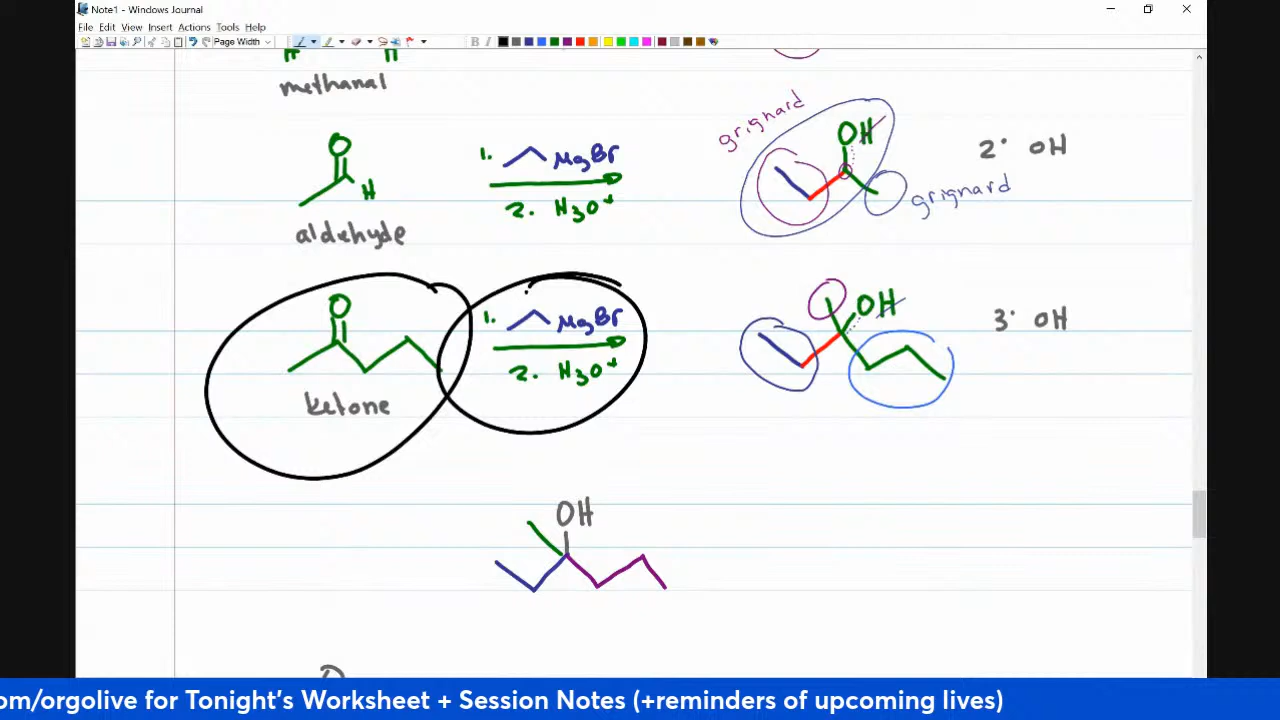 Note1 - Windows Journal
File Edit View Insert Actions Tools Help
Page Width
B I
H H
methanal
O
H
aldehyde
1. MgBr
2. H3O+
grignard
OH
grignard
2° OH
O
ketone
1. MgBr
2. H3O+
OH
3° OH
OH
om/orgolive for Tonight's Worksheet + Session Notes (+reminders of upcoming lives)